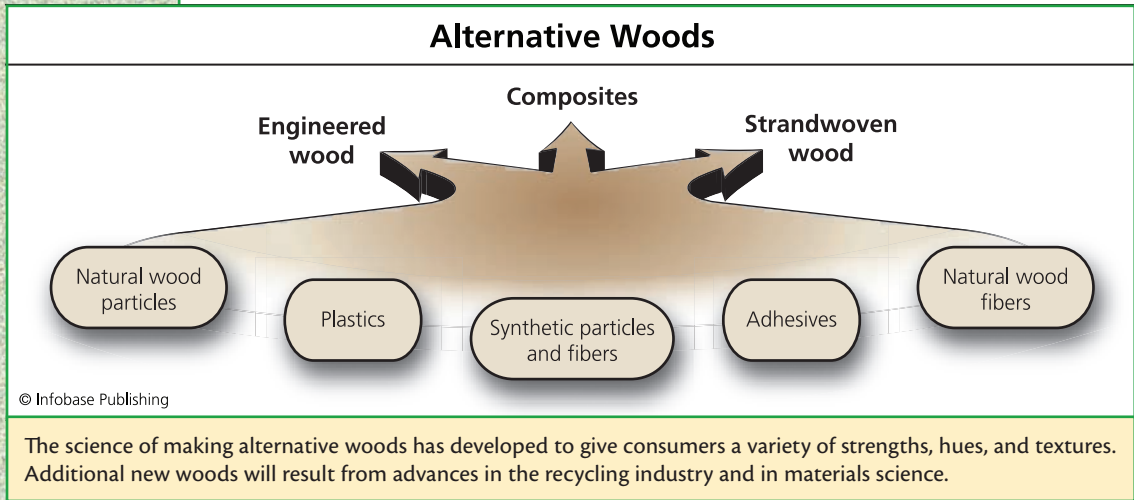 Alternative Woods
Composites
Engineered
wood
Strandwoven
wood
Natural wood
particles
Plastics
Synthetic particles
and fibers
Adhesives
Natural wood
fibers
© Infobase Publishing
The science of making alternative woods has developed to give consumers a variety of strengths, hues, and textures.
Additional new woods will result from advances in the recycling industry and in materials science.